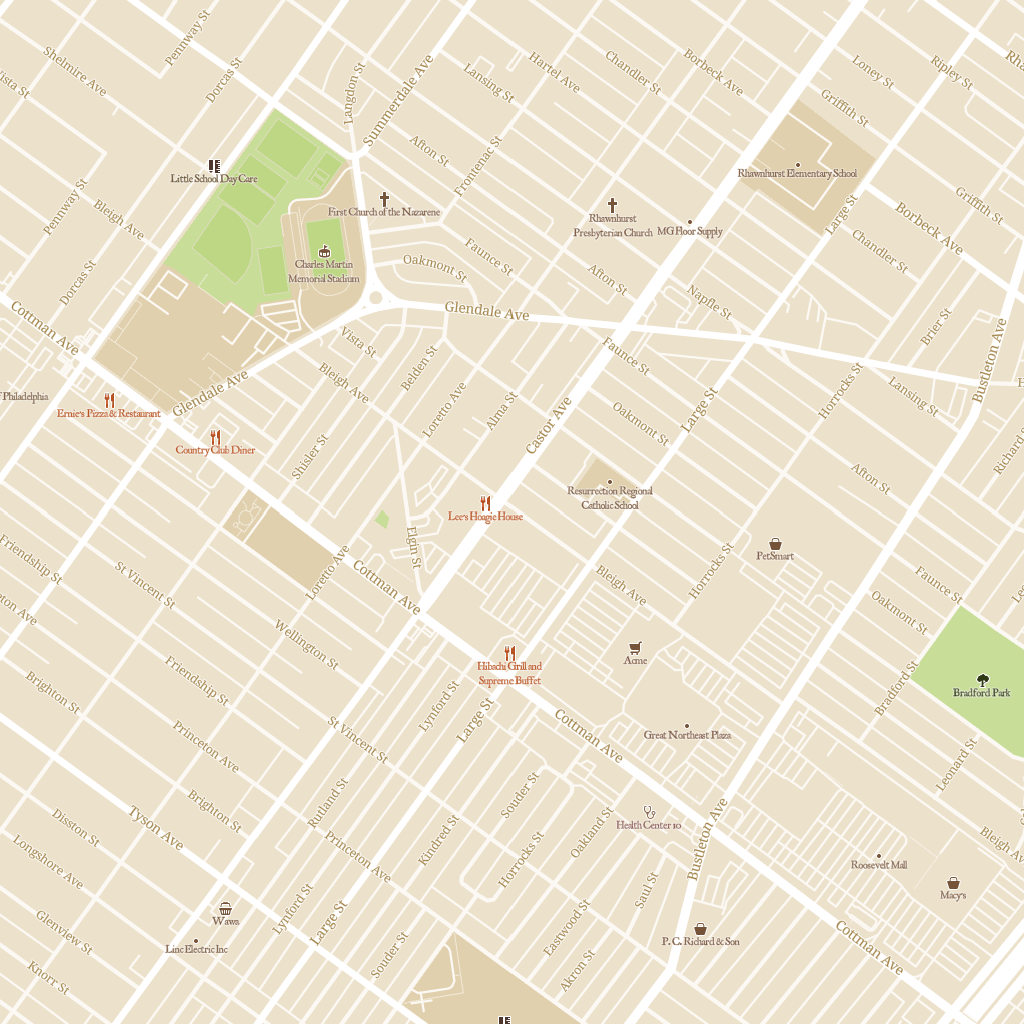 Pennway St
Shelmire Ave
Vista St
Dorcas St
Langdon St
Summerdale Ave
Lansing St
Hartel Ave
Chandler St
Borbeck Ave
Loney St
Ripley St
Griffith St
Little School Day Care
Afton St
Frontenac St
Rhawnhurst Elementary School
Pennway St
Bleigh Ave
First Church of the Nazarene
Rhawnhurst
Presbyterian Church
MG Floor Supply
Large St
Griffith St
Borbeck Ave
Chandler St
Charles Martin
Memorial Stadium
Oakmont St
Faunce St
Afton St
Napfle St
Dorcas St
Cottman Ave
Glendale Ave
Vista St
Belden St
Faunce St
Brier St
Bustleton Ave
Bleigh Ave
Glendale Ave
Loretto Ave
Alma St
Castor Ave
Oakmont St
Large St
Horrocks St
Lansing St
Philadelphia
Ernie's Pizza & Restaurant
Country Club Diner
Shisler St
Afton St
Richard
Resurrection Regional
Catholic School
Lee's Hoagie House
Elgin St
Loretto Ave
Cottman Ave
PetSmart
Horrocks St
Bleigh Ave
Faunce St
Oakmont St
Friendship St
St Vincent St
Wellington St
Acme
Hibachi Grill and
Supreme Buffet
Bradford Park
Bradford St
Friendship St
Brighton St
Lynford St
Large St
Cottman Ave
Great Northeast Plaza
Princeton Ave
St Vincent St
Leonard St
Brighton St
Rutland St
Souder St
Tyson Ave
Disston St
Longshore Ave
Princeton Ave
Kindred St
Horrocks St
Oakland St
Health Center 10
Bustleton Ave
Roosevelt Mall
Macy's
Bleigh Ave
Saul St
Wawa
Linc Electric Inc
Lynford St
Large St
Glenview St
Knorr St
Souder St
Eastwood St
Akron St
P. C. Richard & Son
Cottman Ave